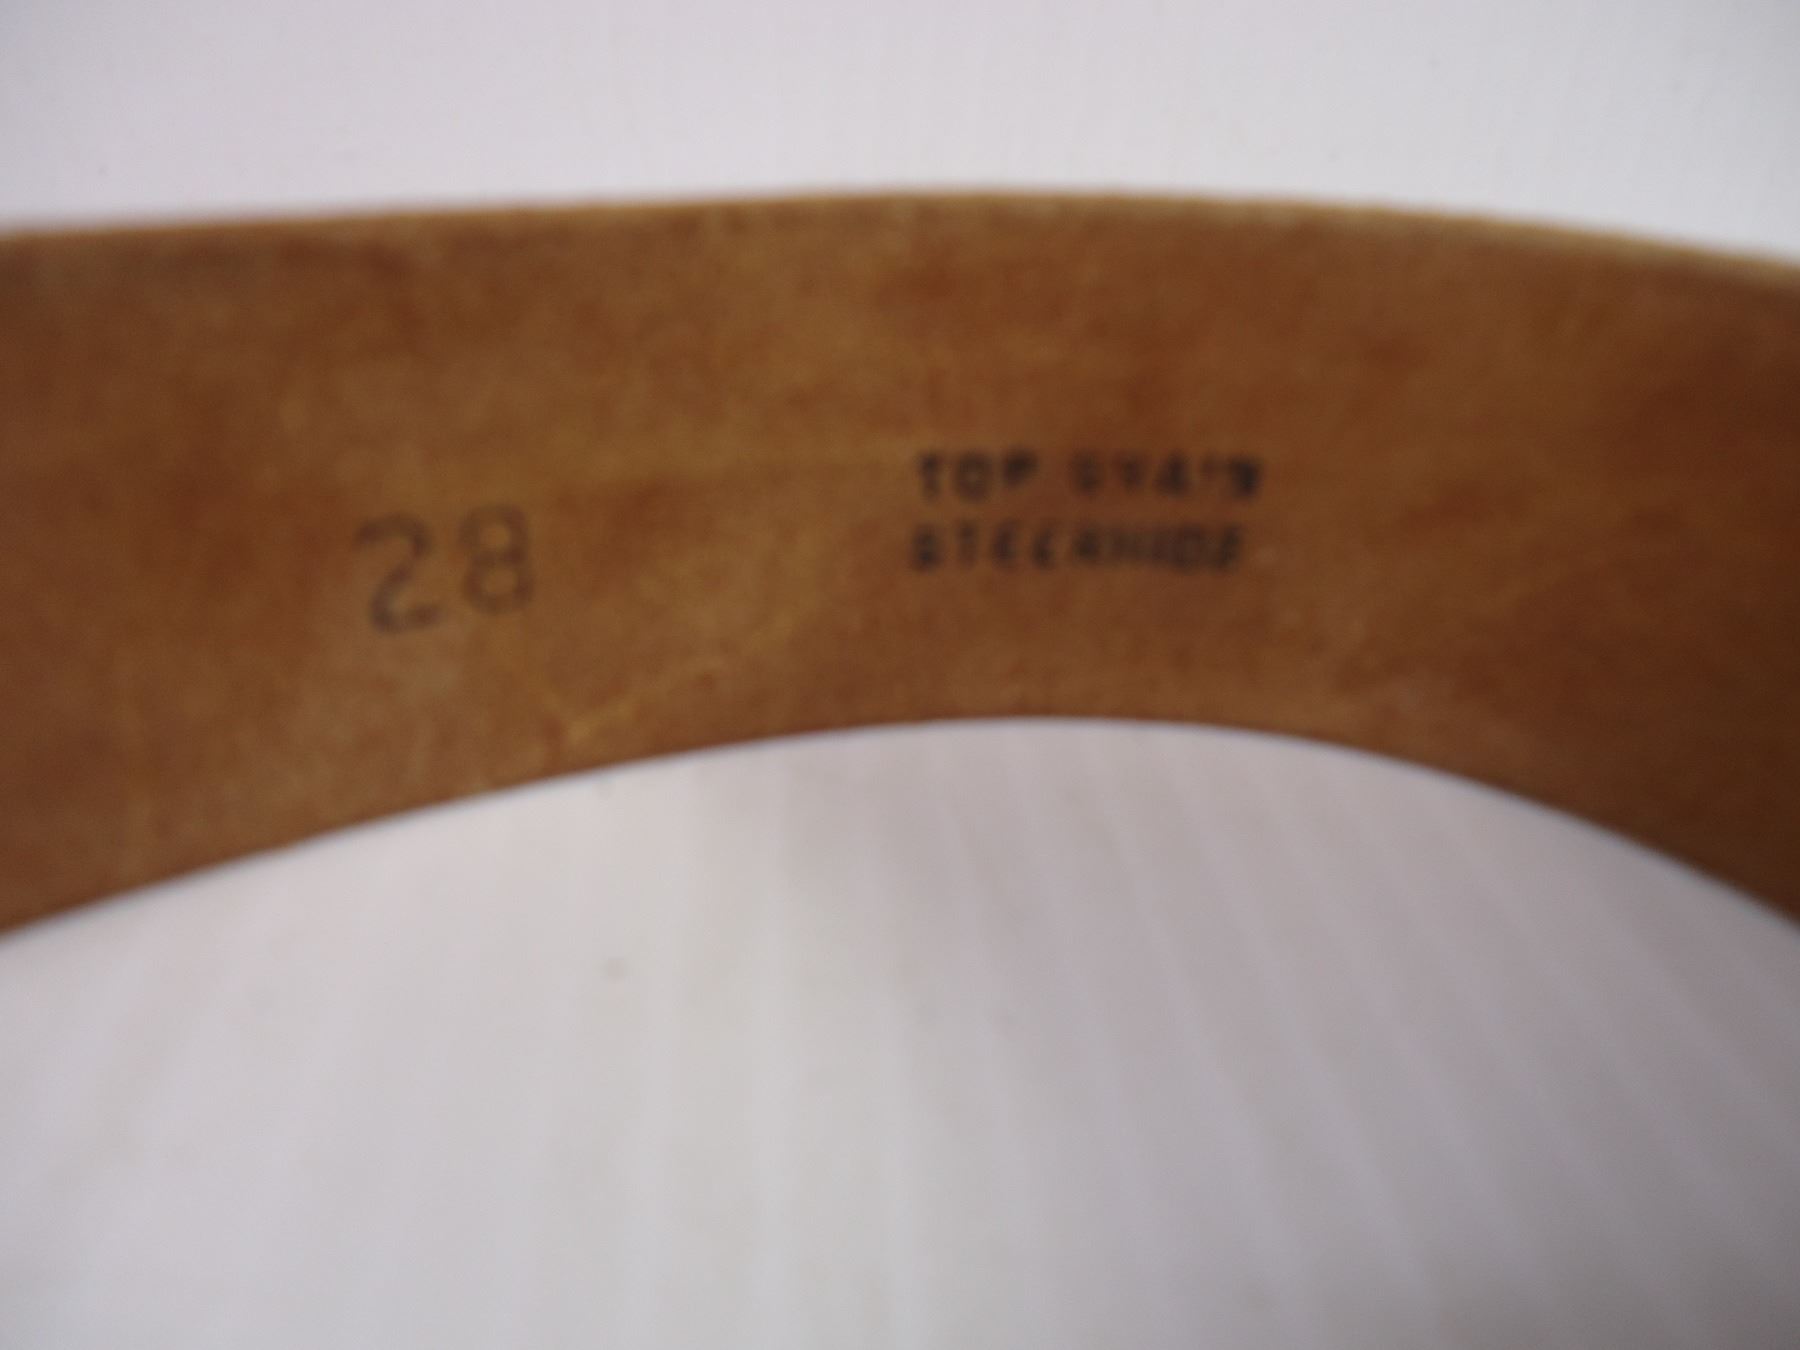 28
TOP GRAIN
STEERHIDE